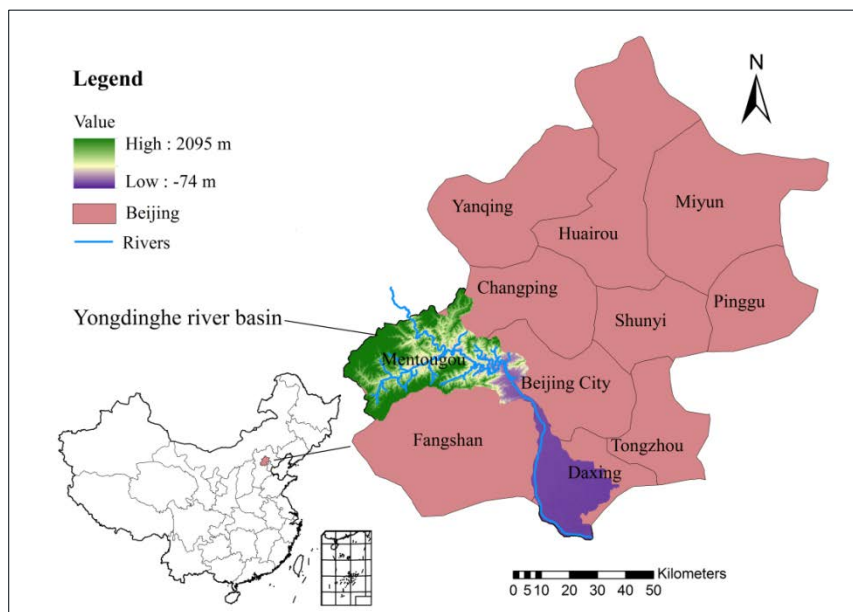 Legend
Value
High : 2095 m
Low : -74 m
Beijing
Rivers
N
Yanqing
Huairou
Miyun
Changping
Shunyi
Pinggu
Yongdinghe river basin
Mentougou
Beijing City
Fangshan
Tongzhou
Daxing
Kilometers
0 5 10 20 30 40 50